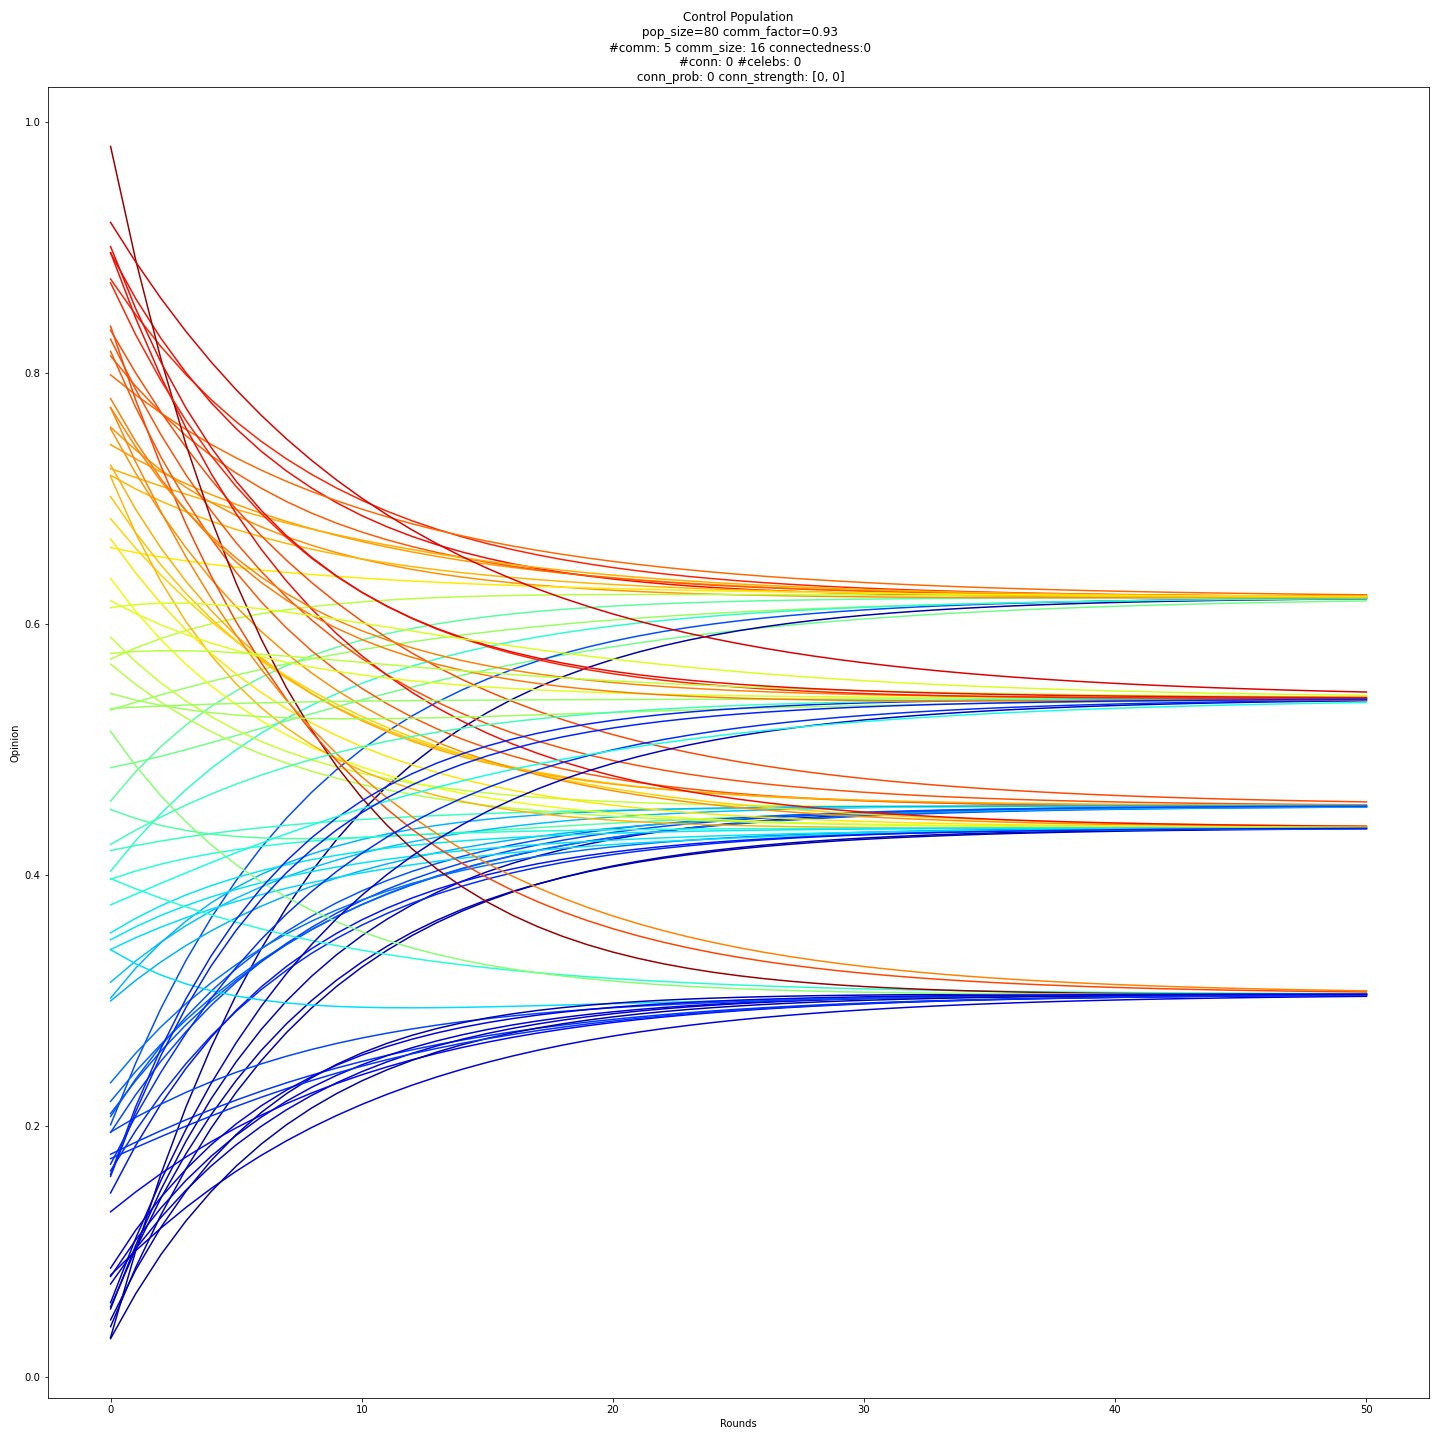 Control Population
pop_size=80 comm_factor=0.93
#comm: 5 comm_size: 16 connectedness:0
#conn: 0 #celebs: 0
conn_prob: 0 conn_strength: [0, 0]
1.0
0.8
0.6
Opinion
0.4
0.2
0.0
0
10
20
30
40
50
Rounds